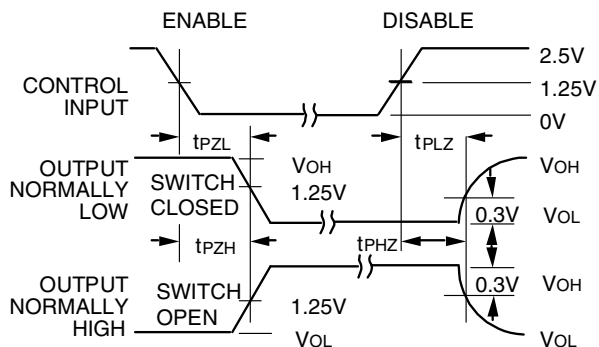 ENABLE DISABLE
CONTROL INPUT
2.5V
1.25V
0V
tPZL tPLZ
OUTPUT NORMALLY LOW
SWITCH CLOSED
VOH
1.25V
VOH
0.3V
VOL
tPZH tPHZ
OUTPUT NORMALLY HIGH
SWITCH OPEN
1.25V
VOL
0.3V
VOH
VOL